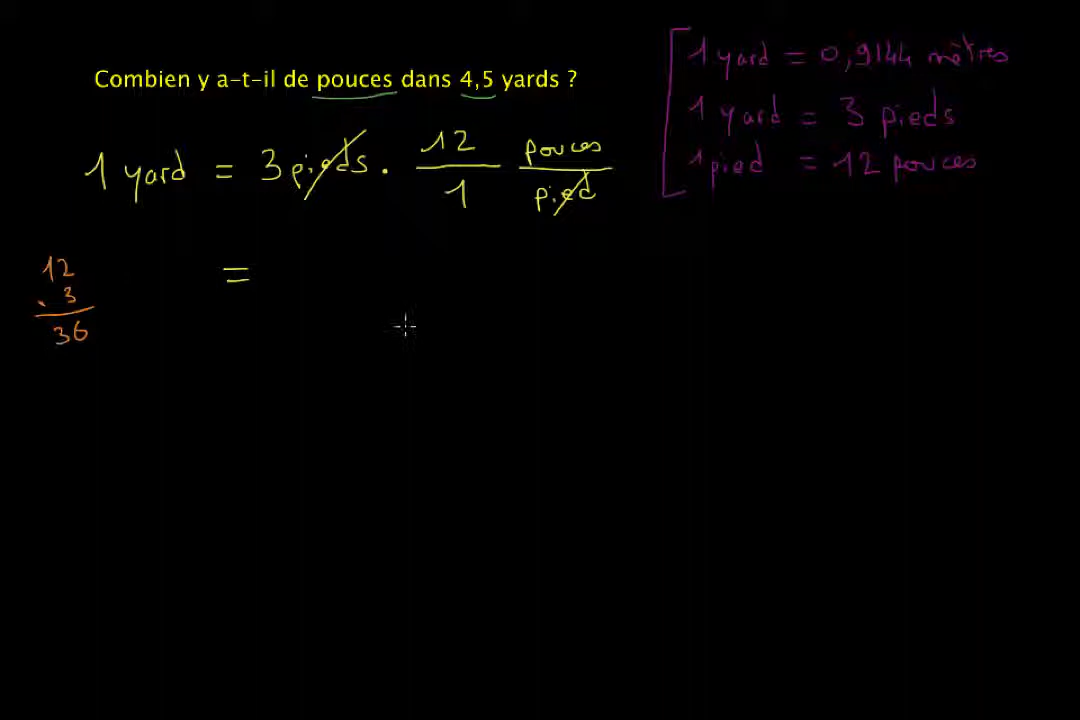 Combien y a-t-il de pouces dans 4,5 yards ?
1 yard = 0,9144 mètres
1 yard = 3 pieds
1 pied = 12 pouces
1 yard = 3 pieds . 12 pouces
1 pied
=
12
. 3
36